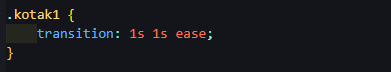 .kotak1 {
    transition: 1s 1s ease;
}